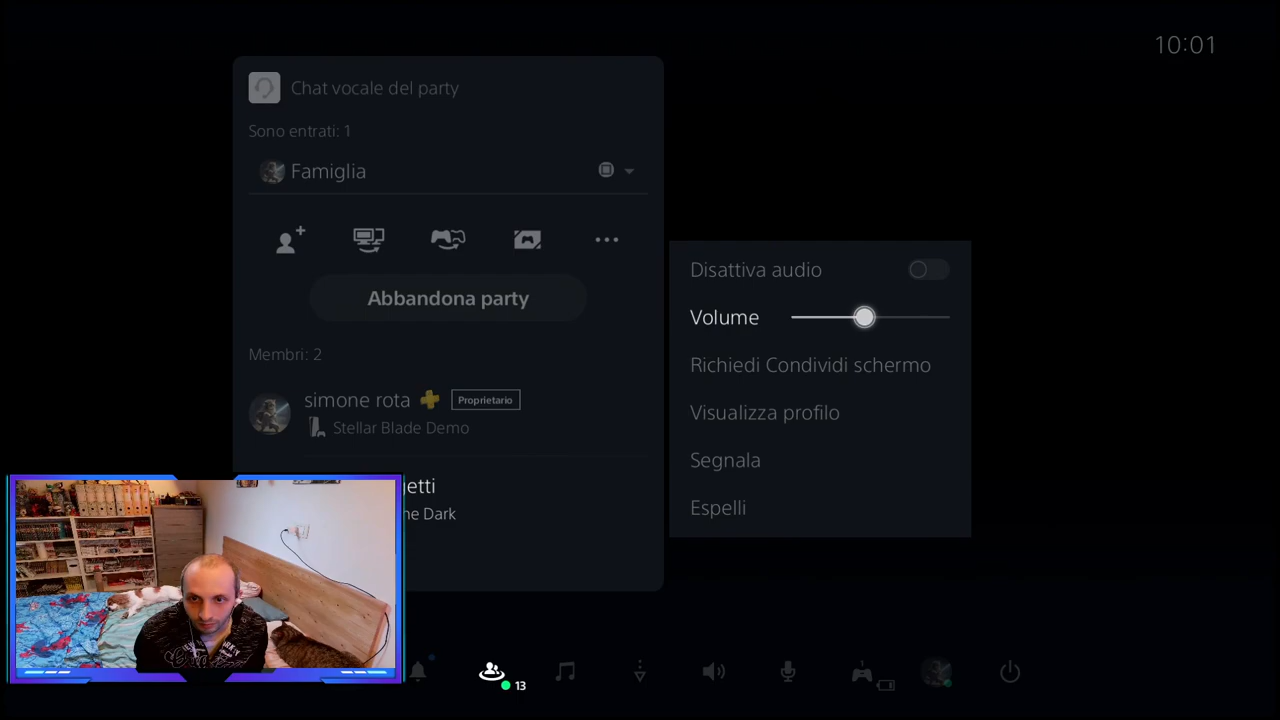 10:01
Chat vocale del party
Sono entrati: 1
Famiglia
Abbandona party
Membri: 2
simone rota Proprietario
Stellar Blade Demo
Disattiva audio
Volume
Richiedi Condividi schermo
Visualizza profilo
Segnala
Espelli
Dark
13